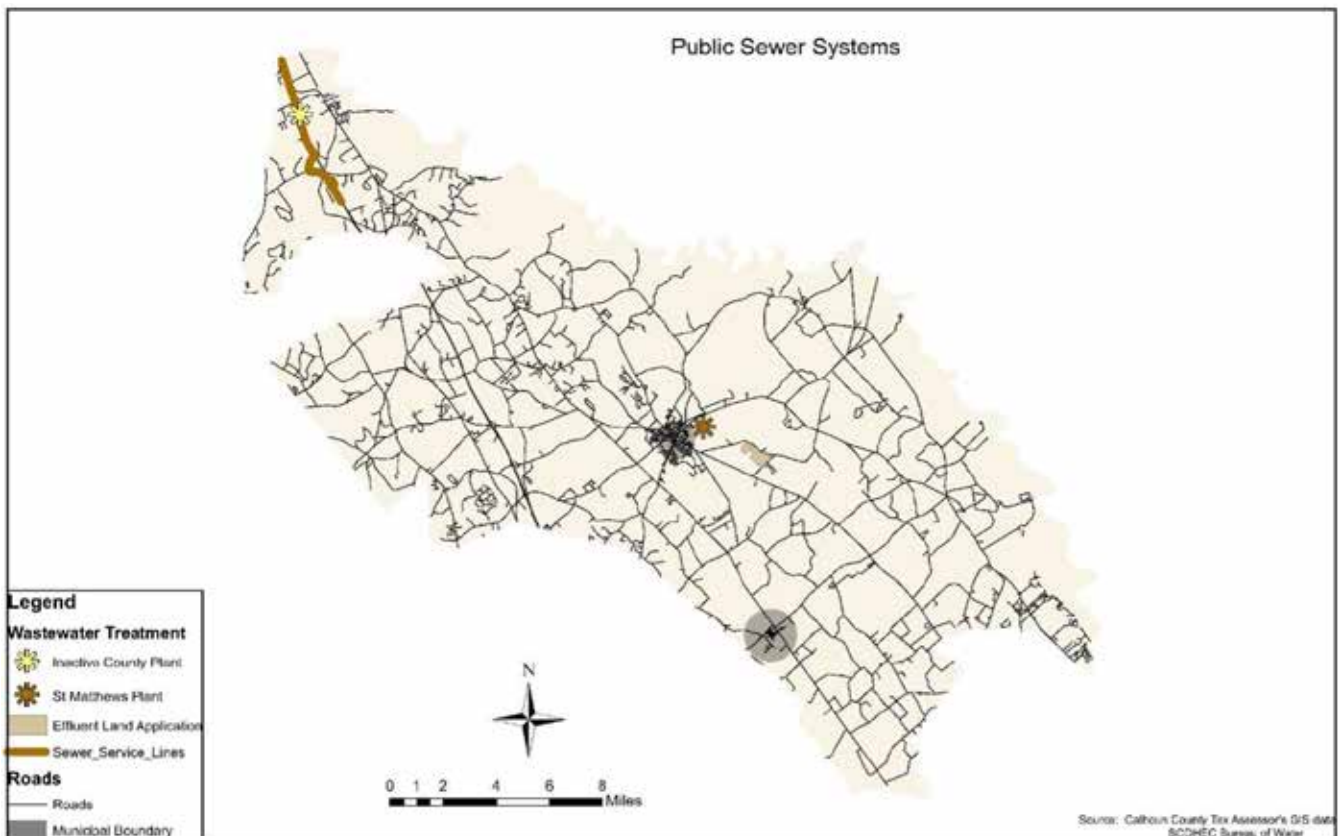 Public Sewer Systems
Legend
Wastewater Treatment
Inactive County Plant
St Matthews Plant
Effluent Land Application
Sewer_Service_Lines
Roads
Roads
Municipal Boundary
N
0 1 2 4 6 8
Miles
Source: Calhoun County Tax Assessor's GIS data
SCDHEC Bureau of Water